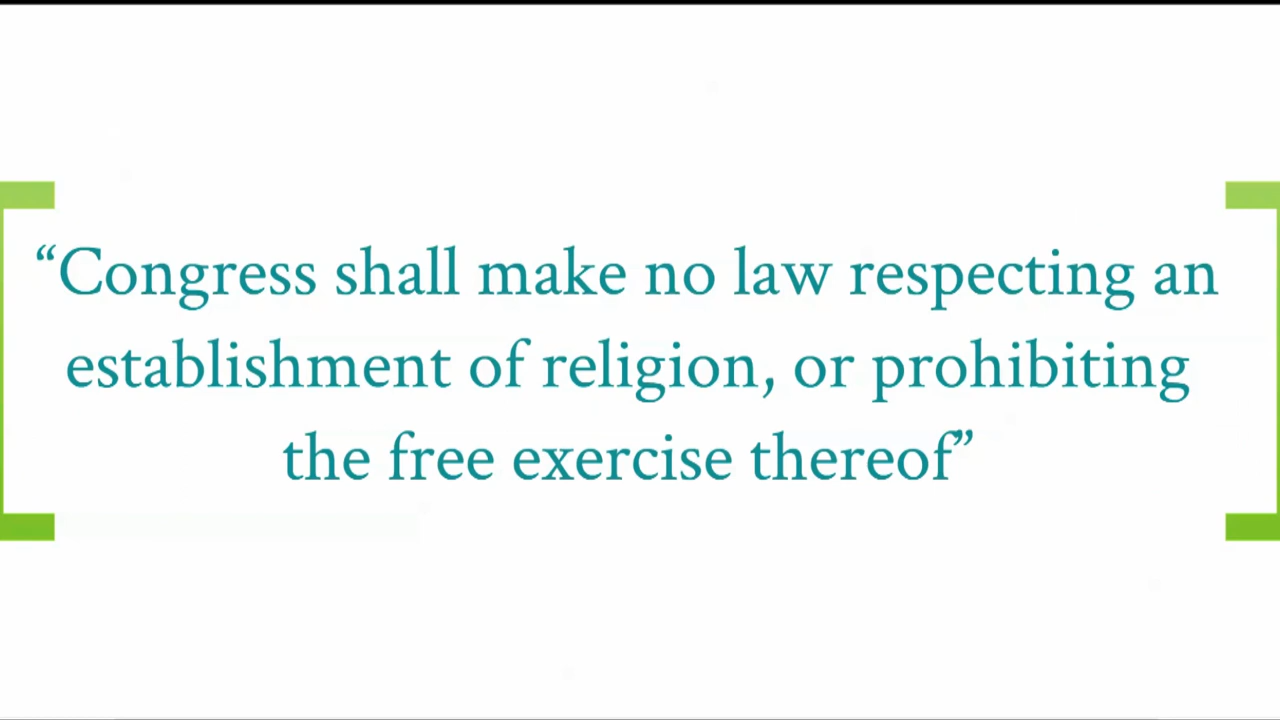 “Congress shall make no law respecting an
establishment of religion, or prohibiting
the free exercise thereof”